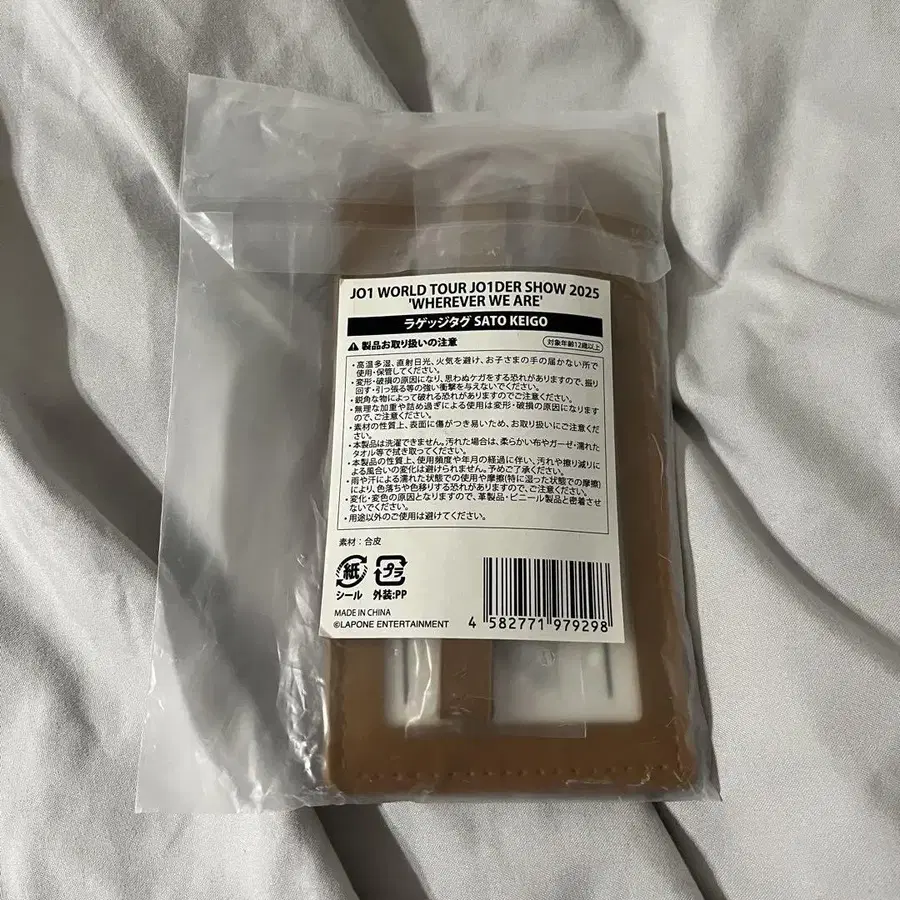 JO1 WORLD TOUR JO1DER SHOW 2025
'WHEREVER WE ARE'
ラゲッジタグ SATO KEIGO
⚠ 製品お取り扱いの注意
対象年齢12歳以上
・高温多湿、直射日光、火気を避け、お子さまの手の届かない所で
使用・保管してください。
・変形・破損の原因になり、思わぬケガをする恐れがありますので、振り
回す・引っ張る等の強い衝撃を与えないでください。
・鋭角な物によって破れる恐れがありますのでご注意ください。
・無理な加重や詰め過ぎによる使用は変形・破損の原因になります
ので、ご注意ください。
・素材の性質上、表面に傷がつき易いため、お取り扱いにご注意くだ
さい。
・本製品は洗濯できません。汚れた場合は、柔らかい布やガーゼ・濡れた
タオル等で拭き取ってください。
・本製品の性質上、使用頻度や年月の経過に伴い、汚れや擦り減りに
よる風合いの変化は避けられません。予めご了承ください。
・雨や汗による濡れた状態での使用や摩擦(特に湿った状態での摩擦)
により、色落ちや色移りする恐れがありますので、ご注意ください。
・変化・変色の原因となりますので、革製品・ビニール製品と密着させ
ないでください。
・用途以外のご使用は避けてください。
素材：合皮
紙 プラ
シール 外装:PP
MADE IN CHINA
©LAPONE ENTERTAINMENT
4 582771 979298